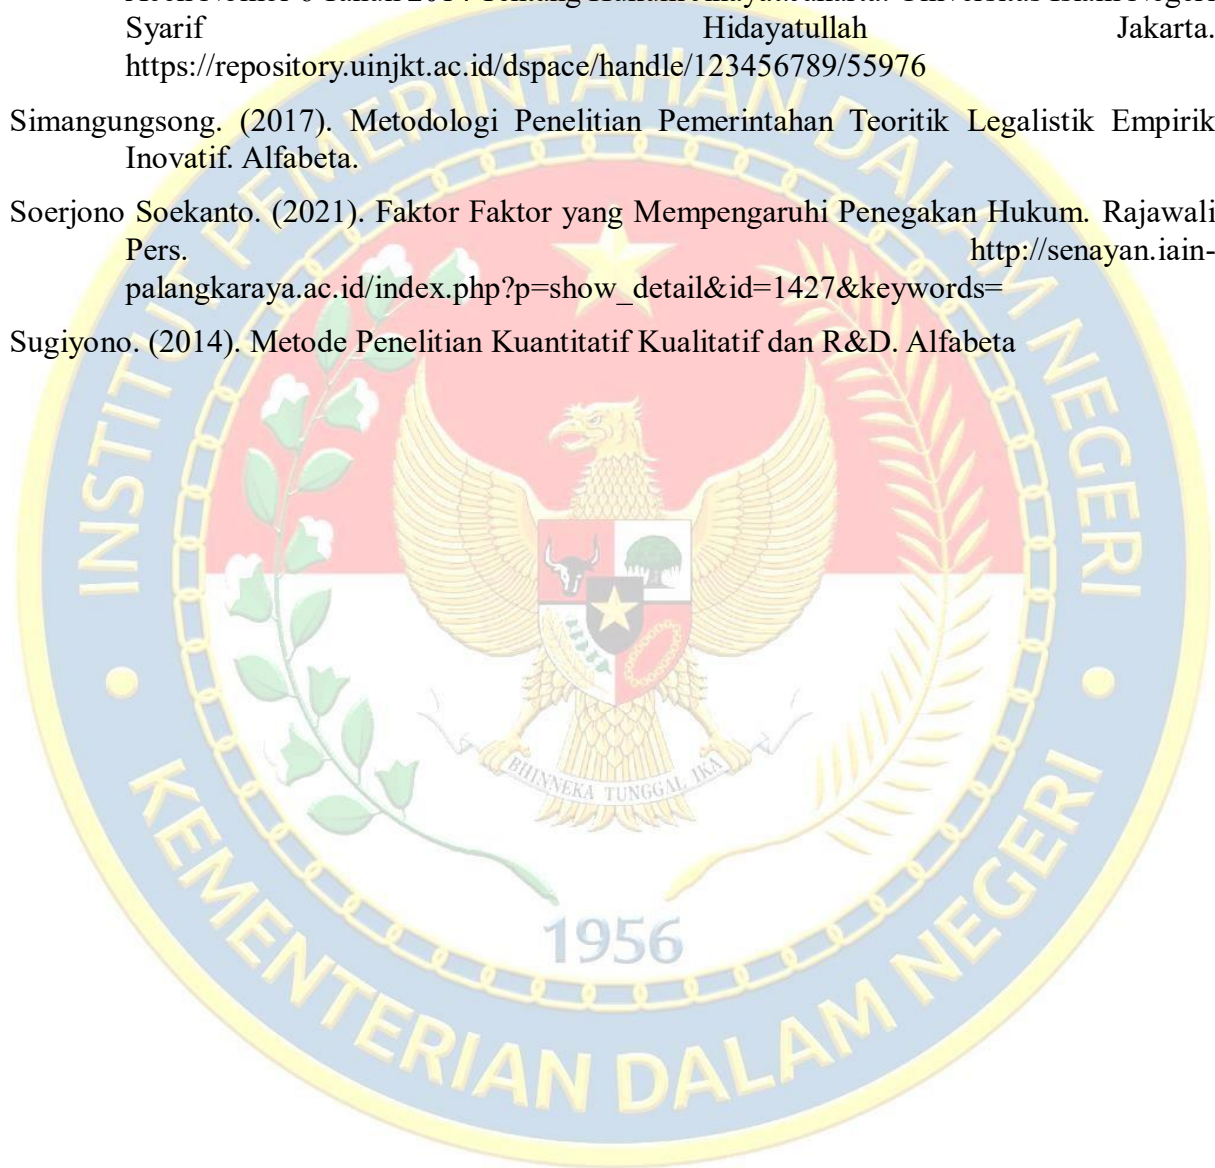 Syarif Hidayatullah Jakarta.
https://repository.uinjkt.ac.id/dspace/handle/123456789/55976
Simangungsong. (2017). Metodologi Penelitian Pemerintahan Teoritik Legalistik Empirik
Inovatif. Alfabeta.
Soerjono Soekanto. (2021). Faktor Faktor yang Mempengaruhi Penegakan Hukum. Rajawali
Pers. http://senayan.iain-
palangkaraya.ac.id/index.php?p=show_detail&id=1427&keywords=
Sugiyono. (2014). Metode Penelitian Kuantitatif Kualitatif dan R&D. Alfabeta
INSTITUT PEMERINTAHAN DALAM NEGERI
BHINNEKA TUNGGAL IKA
1956
KEMENTERIAN DALAM NEGERI